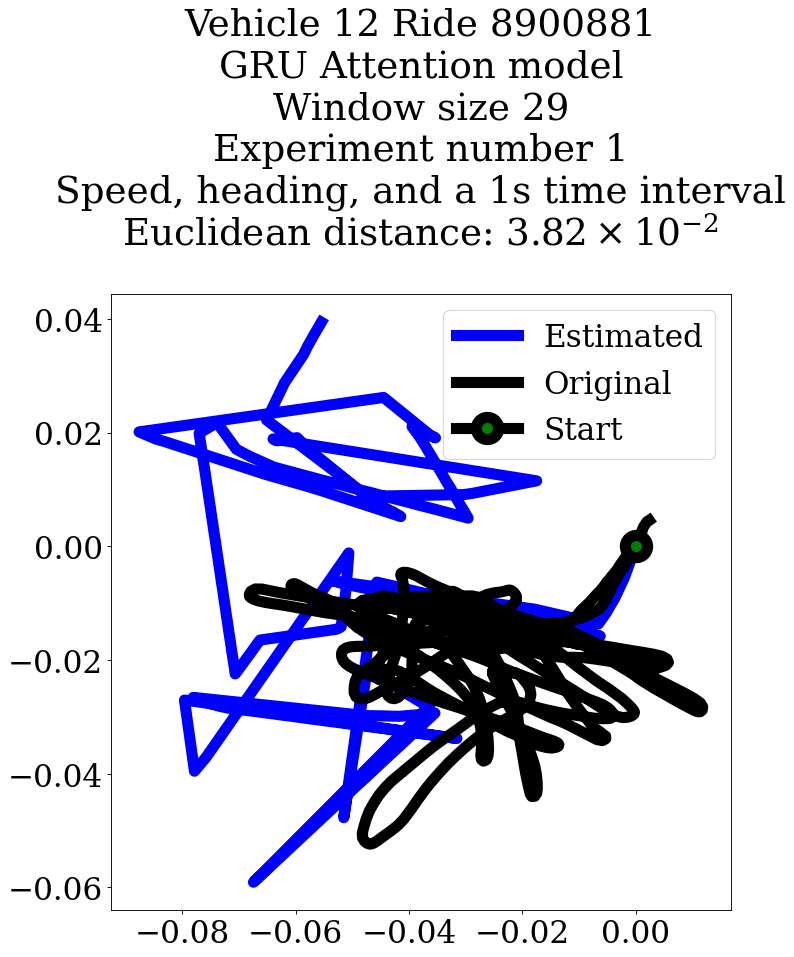 Vehicle 12 Ride 8900881
GRU Attention model
Window size 29
Experiment number 1
Speed, heading, and a 1s time interval
Euclidean distance: 3.82 × 10⁻²
Estimated
Original
Start
0.04
0.02
0.00
−0.02
−0.04
−0.06
−0.08 −0.06 −0.04 −0.02 0.00